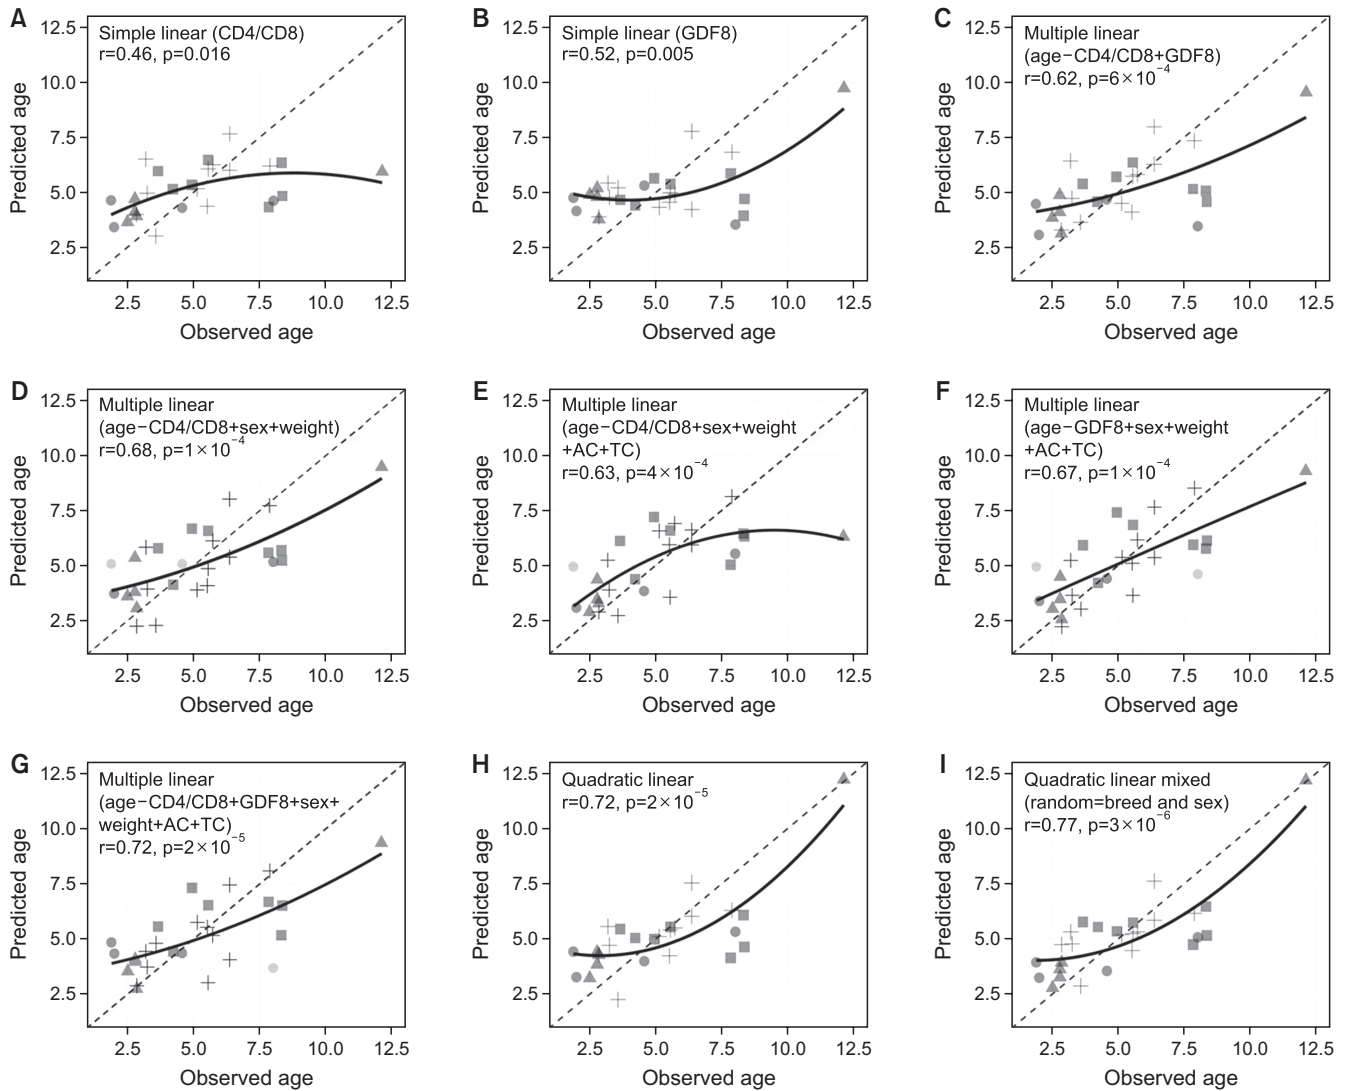 A
Simple linear (CD4/CD8)
r=0.46, p=0.016
12.5
10.0
7.5
5.0
2.5
Predicted age
2.5 5.0 7.5 10.0 12.5
Observed age
B
Simple linear (GDF8)
r=0.52, p=0.005
12.5
10.0
7.5
5.0
2.5
Predicted age
2.5 5.0 7.5 10.0 12.5
Observed age
C
Multiple linear
(age−CD4/CD8+GDF8)
r=0.62, p=6×10⁻⁴
12.5
10.0
7.5
5.0
2.5
Predicted age
2.5 5.0 7.5 10.0 12.5
Observed age
D
Multiple linear
(age−CD4/CD8+sex+weight)
r=0.68, p=1×10⁻⁴
12.5
10.0
7.5
5.0
2.5
Predicted age
2.5 5.0 7.5 10.0 12.5
Observed age
E
Multiple linear
(age−CD4/CD8+sex+weight
+AC+TC)
r=0.63, p=4×10⁻⁴
12.5
10.0
7.5
5.0
2.5
Predicted age
2.5 5.0 7.5 10.0 12.5
Observed age
F
Multiple linear
(age−GDF8+sex+weight
+AC+TC)
r=0.67, p=1×10⁻⁴
12.5
10.0
7.5
5.0
2.5
Predicted age
2.5 5.0 7.5 10.0 12.5
Observed age
G
Multiple linear
(age−CD4/CD8+GDF8+sex+
weight+AC+TC)
r=0.72, p=2×10⁻⁵
12.5
10.0
7.5
5.0
2.5
Predicted age
2.5 5.0 7.5 10.0 12.5
Observed age
H
Quadratic linear
r=0.72, p=2×10⁻⁵
12.5
10.0
7.5
5.0
2.5
Predicted age
2.5 5.0 7.5 10.0 12.5
Observed age
I
Quadratic linear mixed
(random=breed and sex)
r=0.77, p=3×10⁻⁶
12.5
10.0
7.5
5.0
2.5
Predicted age
2.5 5.0 7.5 10.0 12.5
Observed age